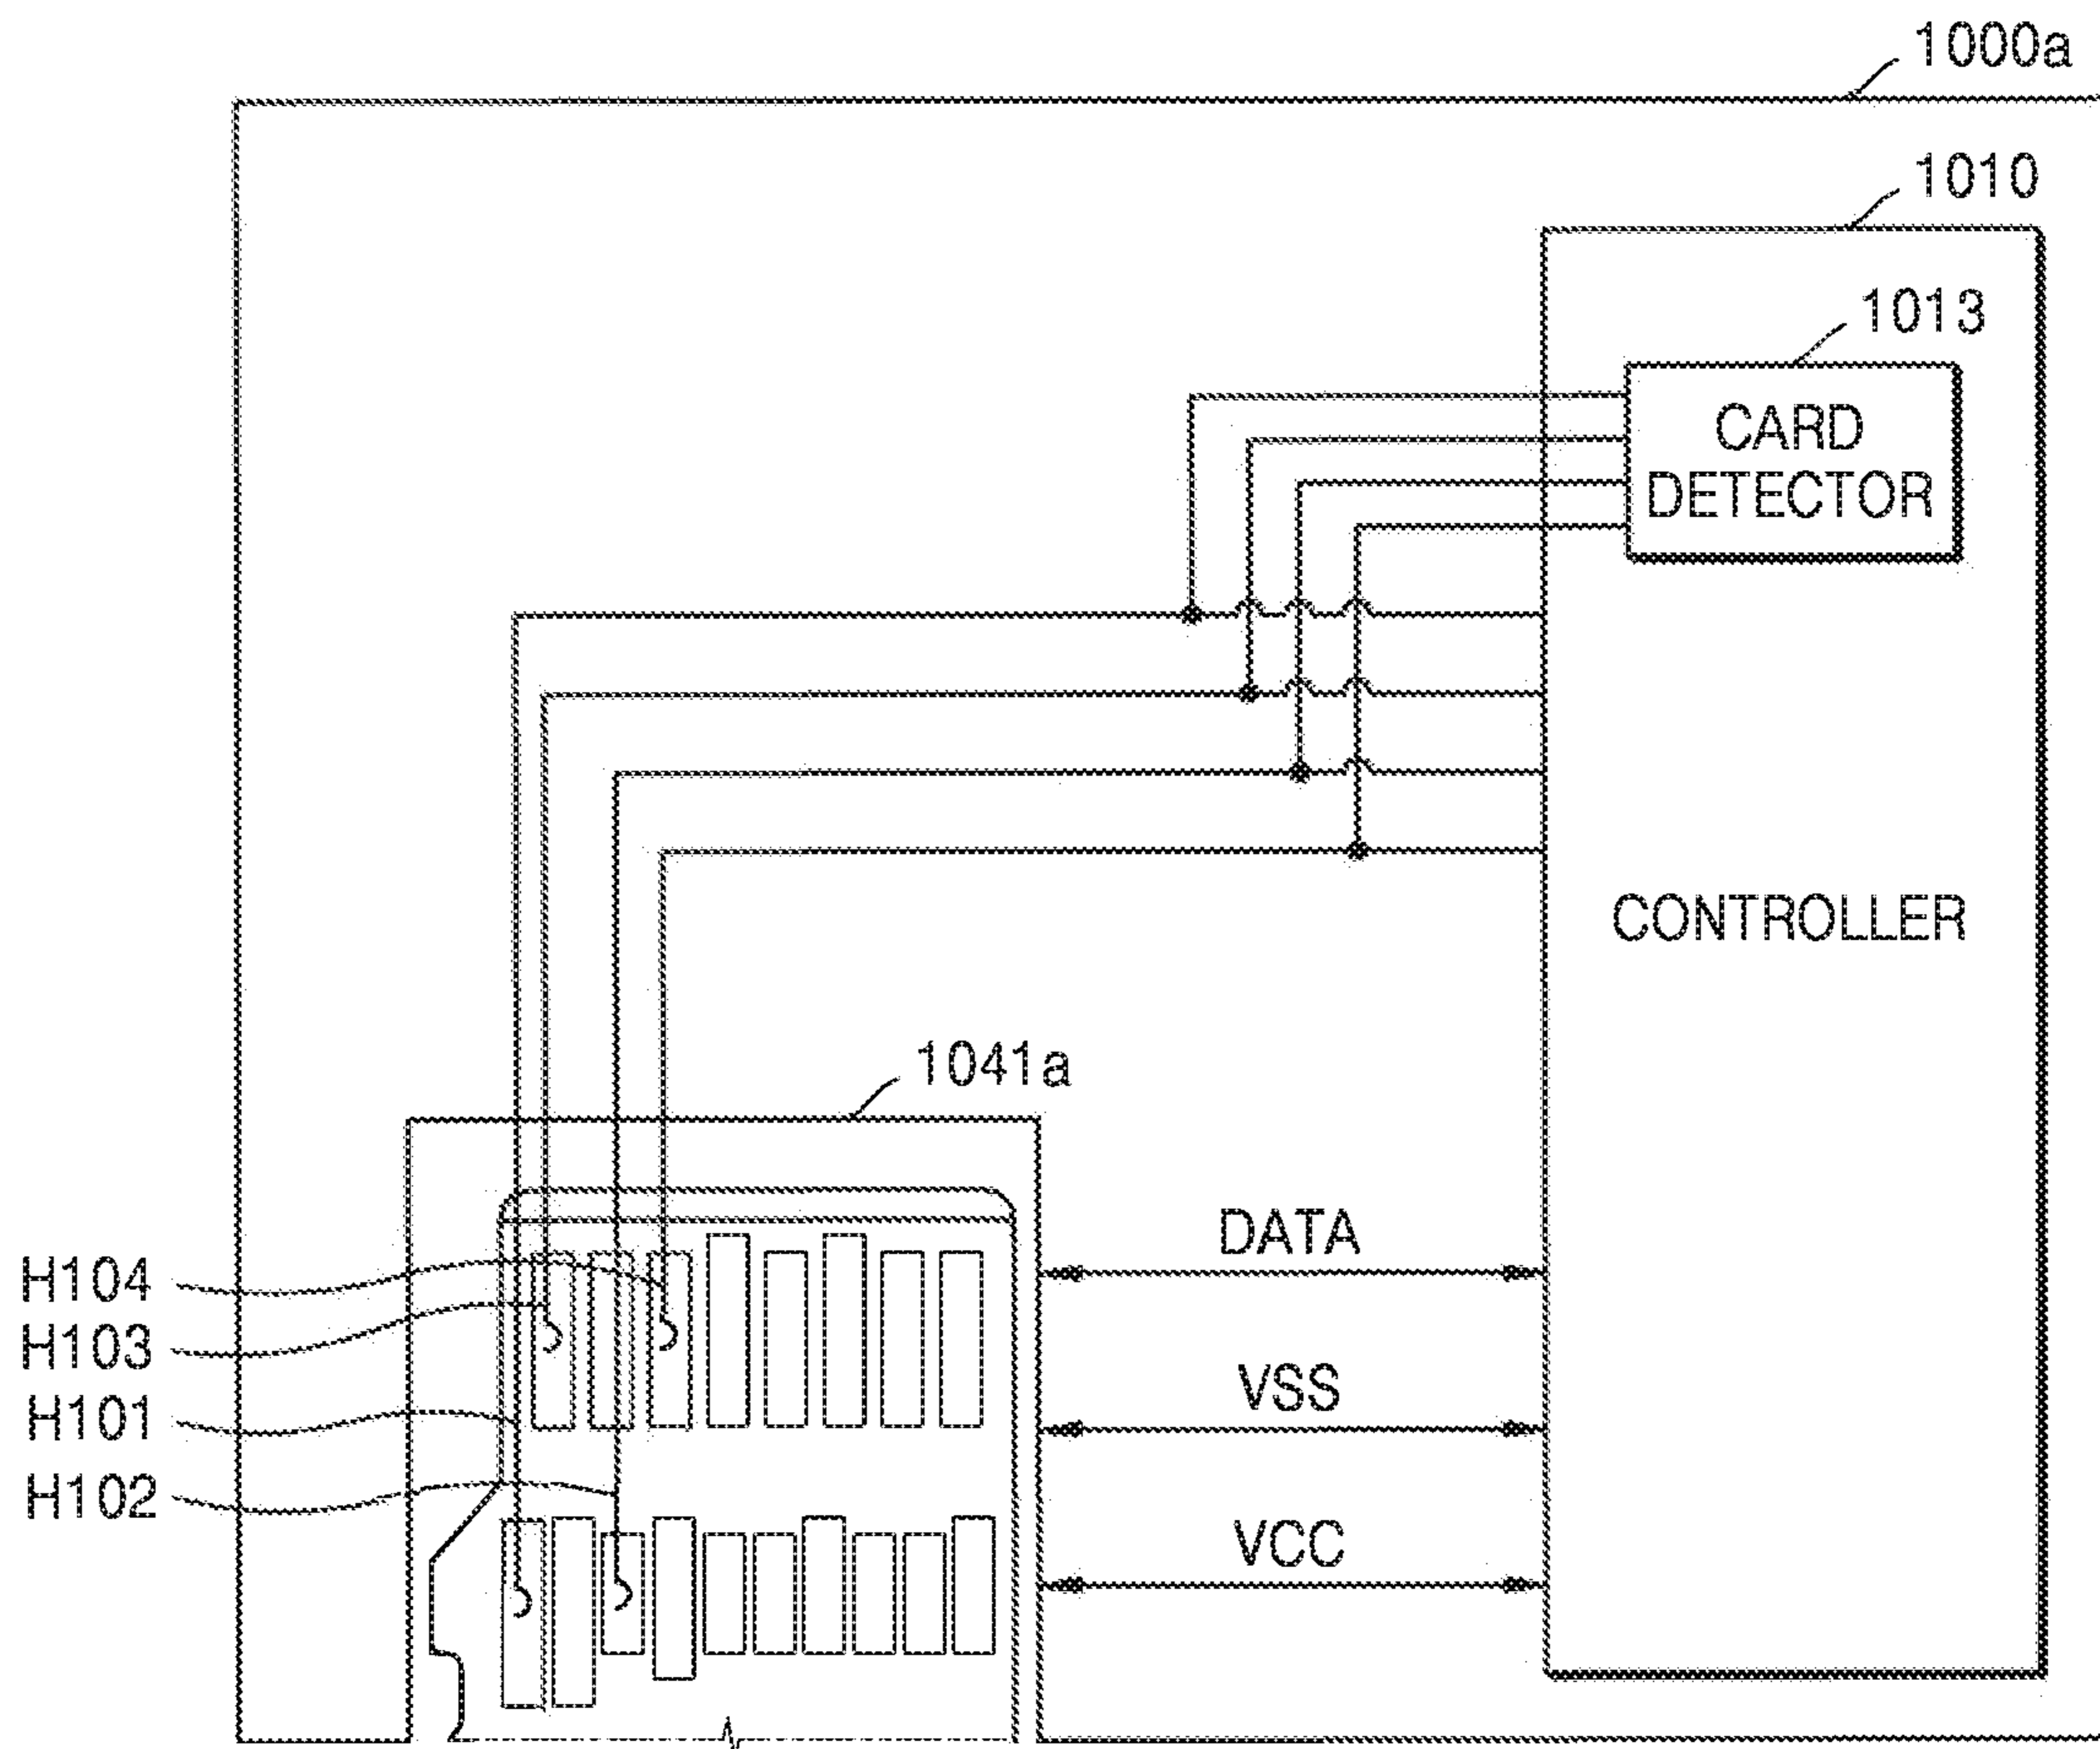 1000a
1010
1013
CARD
DETECTOR
CONTROLLER
1041a
DATA
H104
H103
VSS
H101
H102
VCC